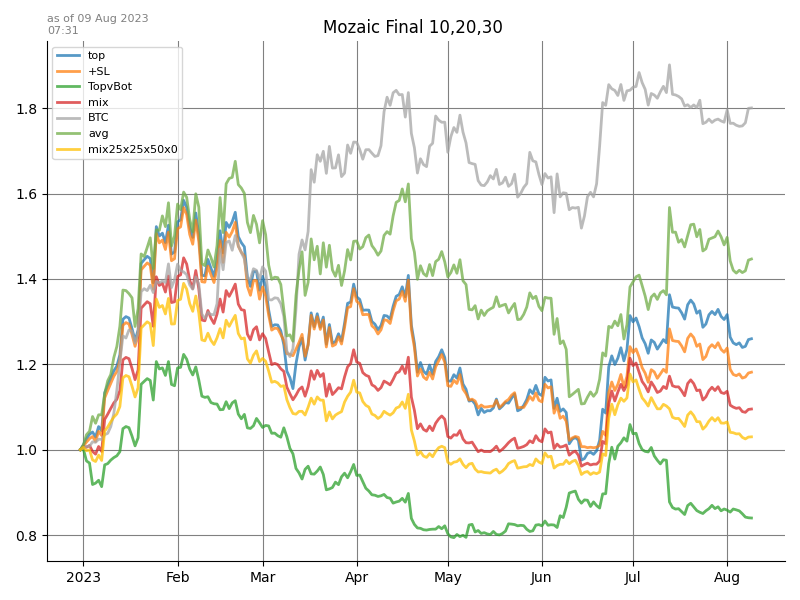 as of 09 Aug 2023
07:31
Mozaic Final 10,20,30
top
+SL
TopvBot
mix
BTC
avg
mix25x25x50x0
1.8
1.6
1.4
1.2
1.0
0.8
2023 Feb Mar Apr May Jun Jul Aug